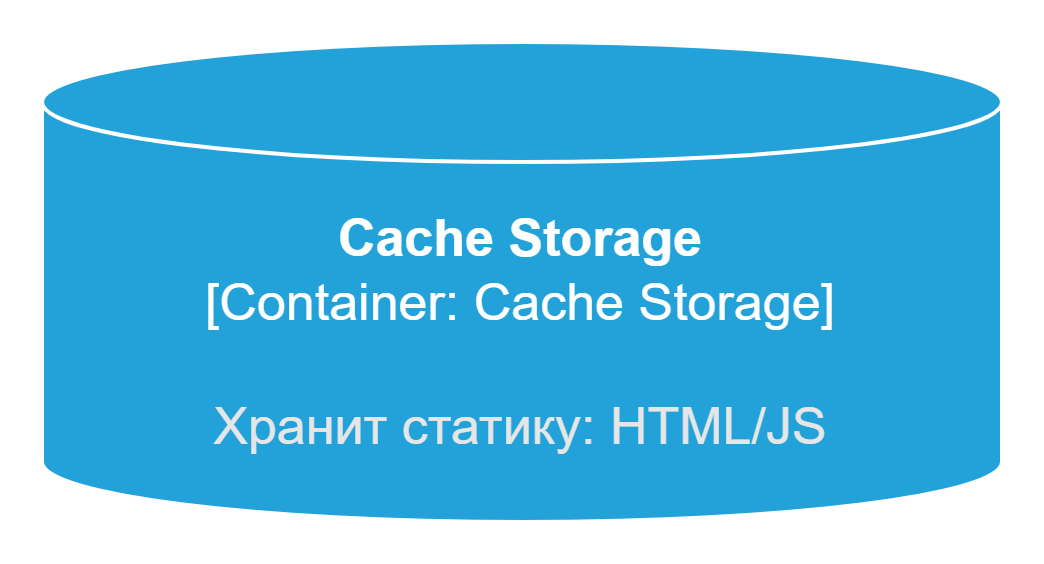 Cache Storage
[Container: Cache Storage]
Хранит статику: HTML/JS